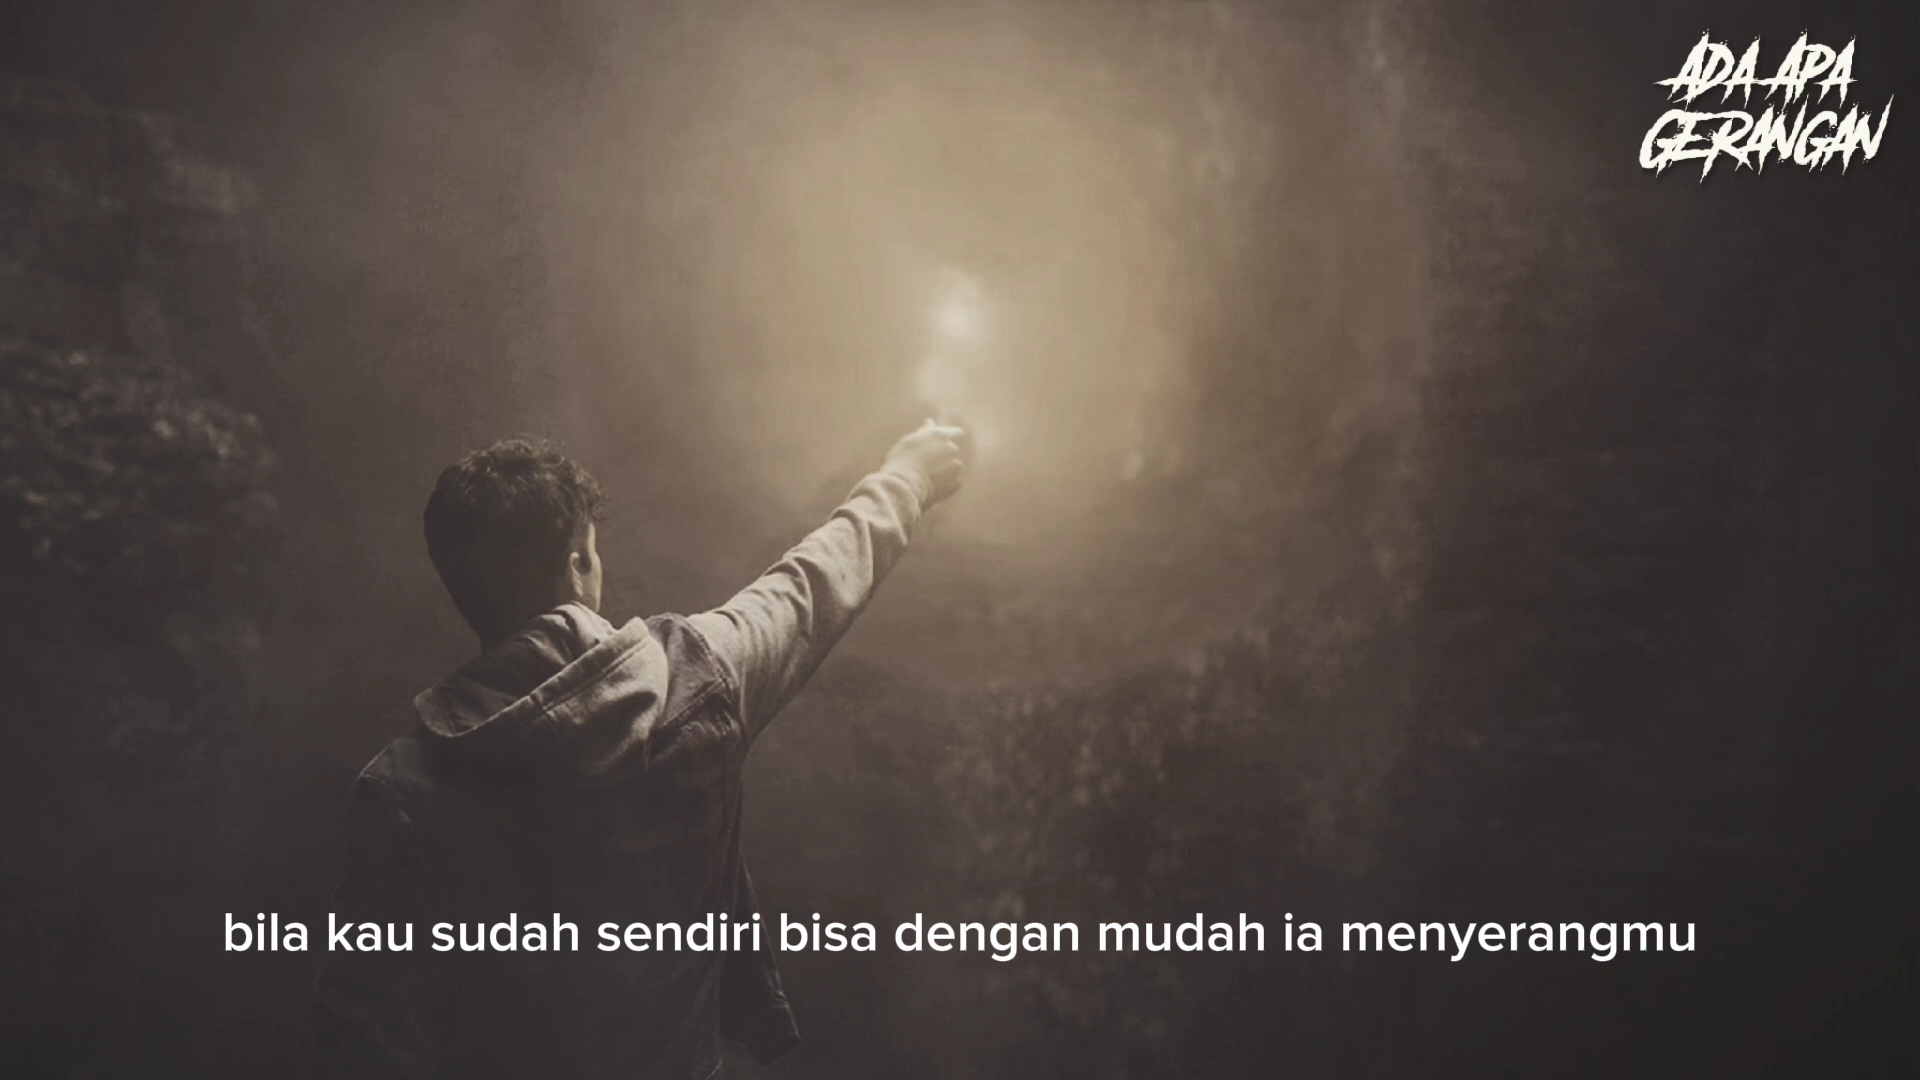 ADA APA
GERANGAN
bila kau sudah sendiri bisa dengan mudah ia menyerangmu